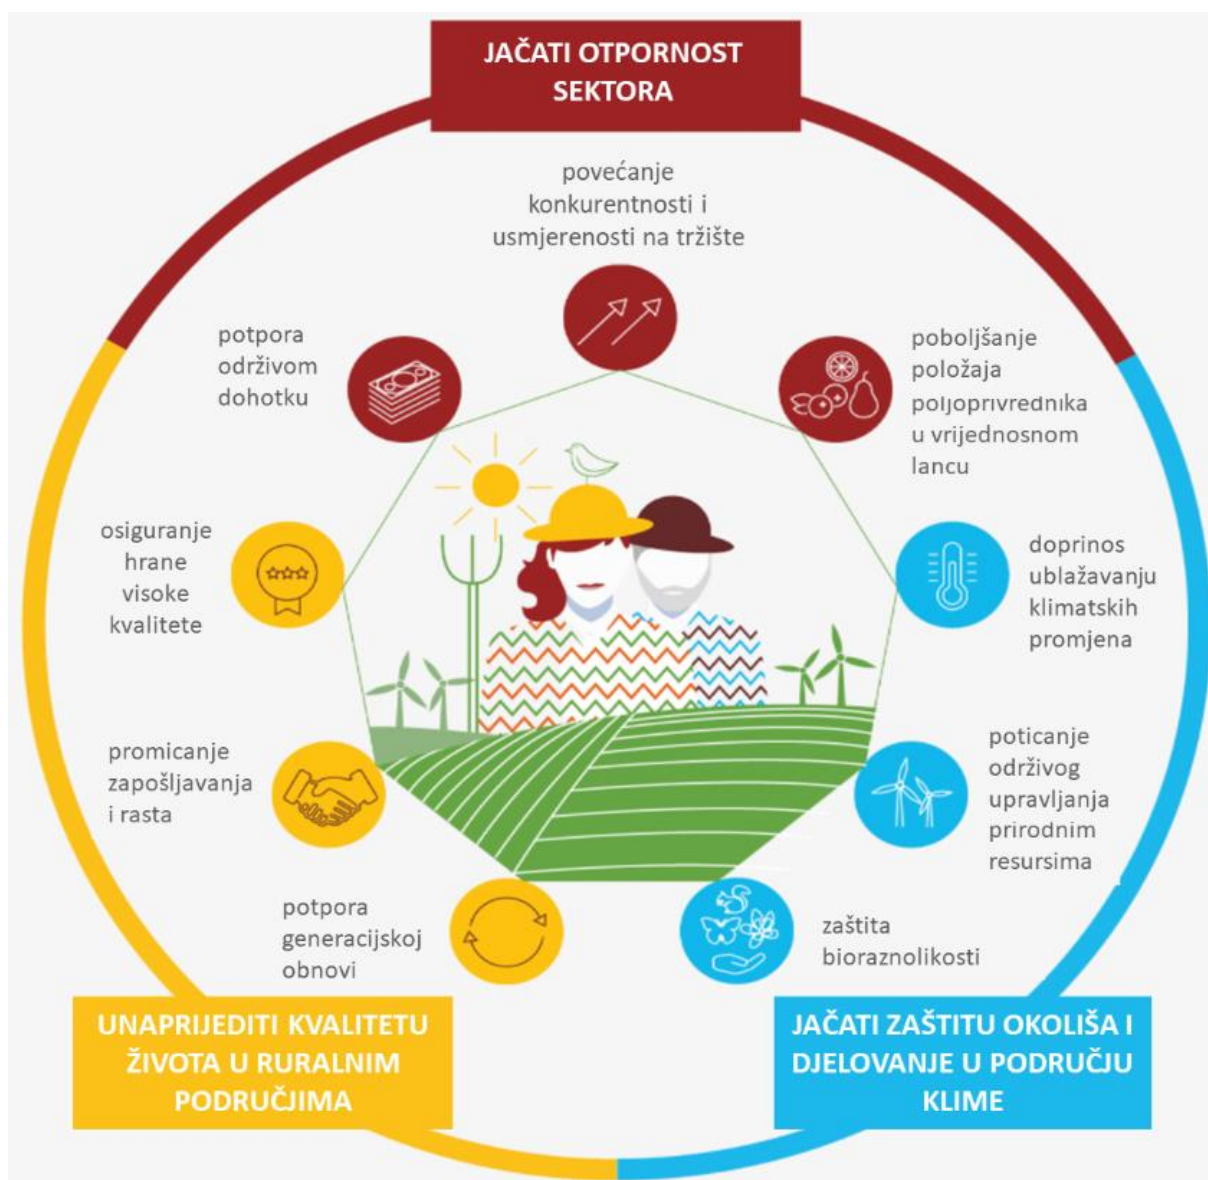 JAČATI OTPORNOST
SEKTORA
povećanje
konkurentnosti i
usmjerenosti na tržište
potpora
održivom
dohotku
poboljšanje
položaja
poljoprivrednika
u vrijednosnom
lancu
osiguranje
hrane
visoke
kvalitete
doprinos
ublažavanju
klimatskih
promjena
promicanje
zapošljavanja
i rasta
poticanje
održivog
upravljanja
prirodnim
resursima
potpora
generacijskoj
obnovi
zaštita
bioraznolikosti
UNAPRIJEDITI KVALITETU
ŽIVOTA U RURALNIM
PODRUČJIMA
JAČATI ZAŠTITU OKOLIŠA I
DJELOVANJE U PODRUČJU
KLIME